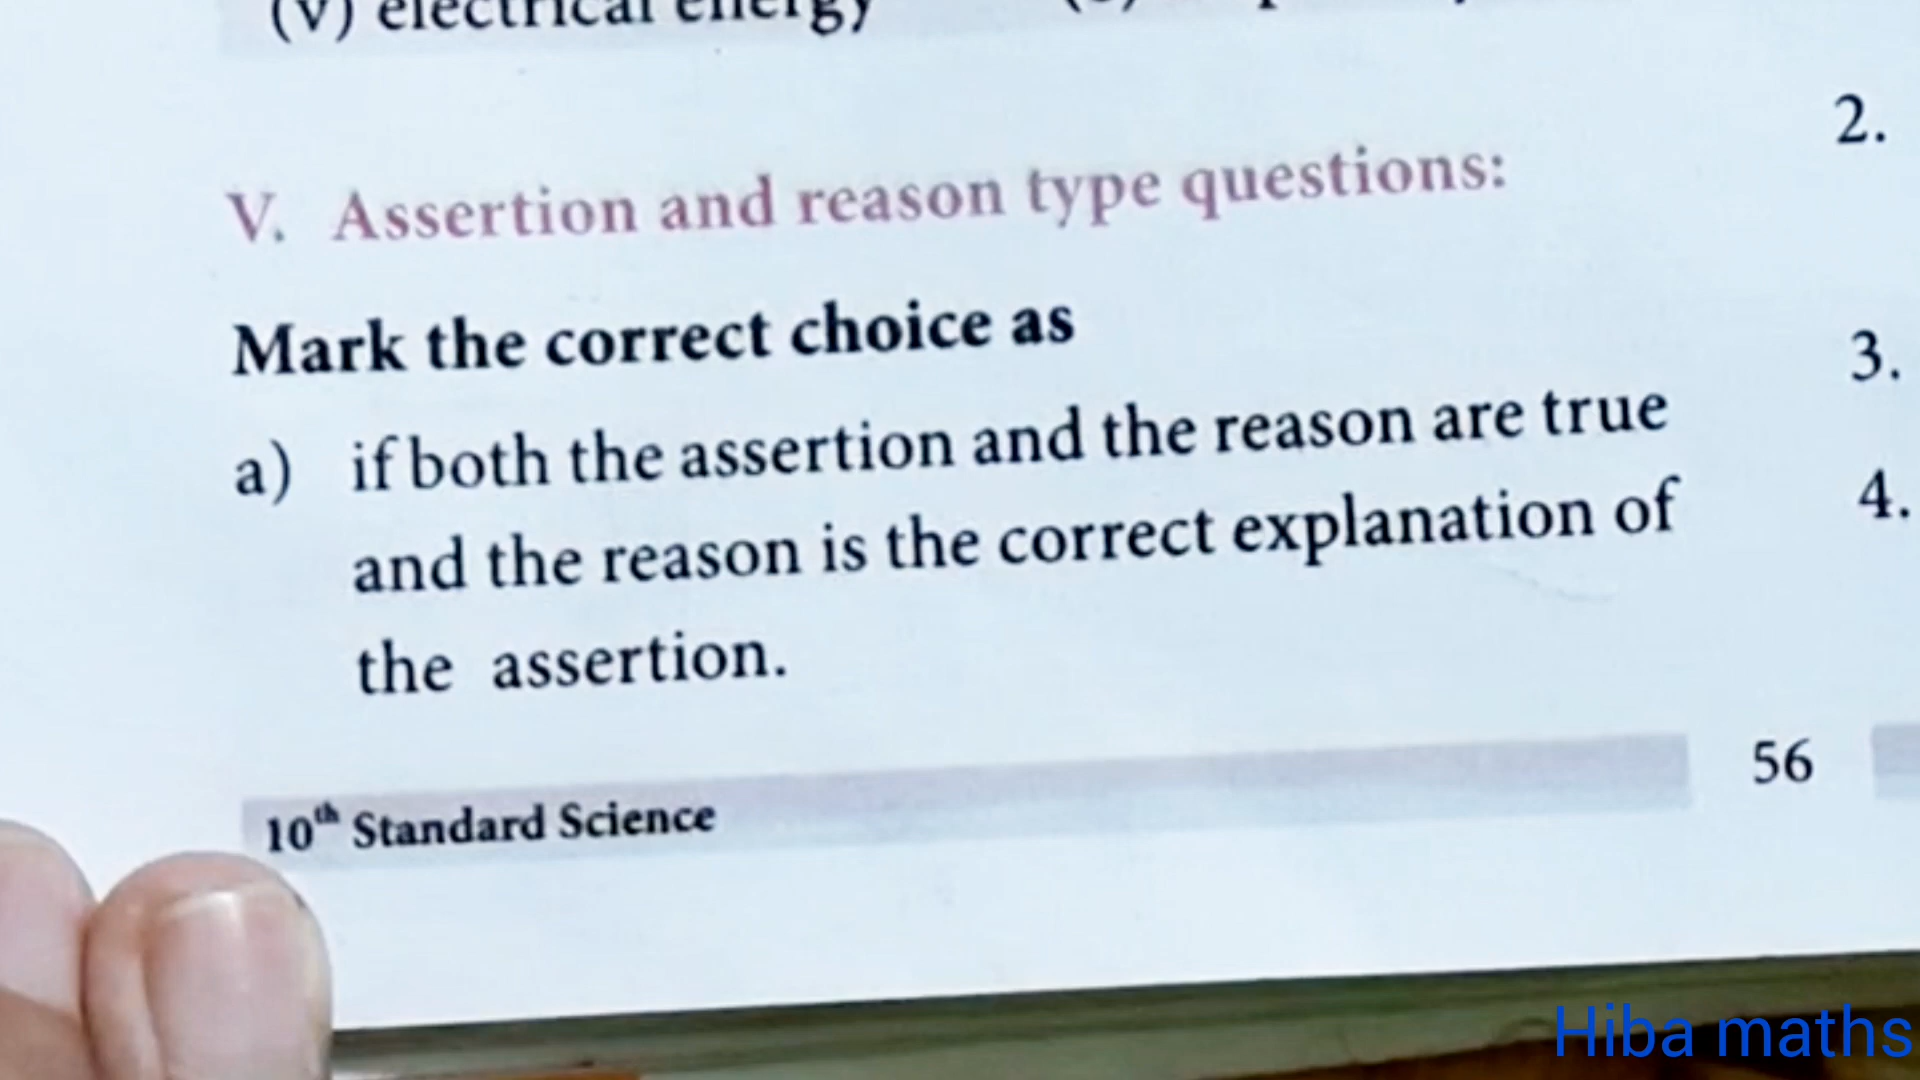 (v) electrical energy
V. Assertion and reason type questions:
Mark the correct choice as
a) if both the assertion and the reason are true
and the reason is the correct explanation of
the assertion.
10th Standard Science
56
2.
3.
4.
Hiba maths